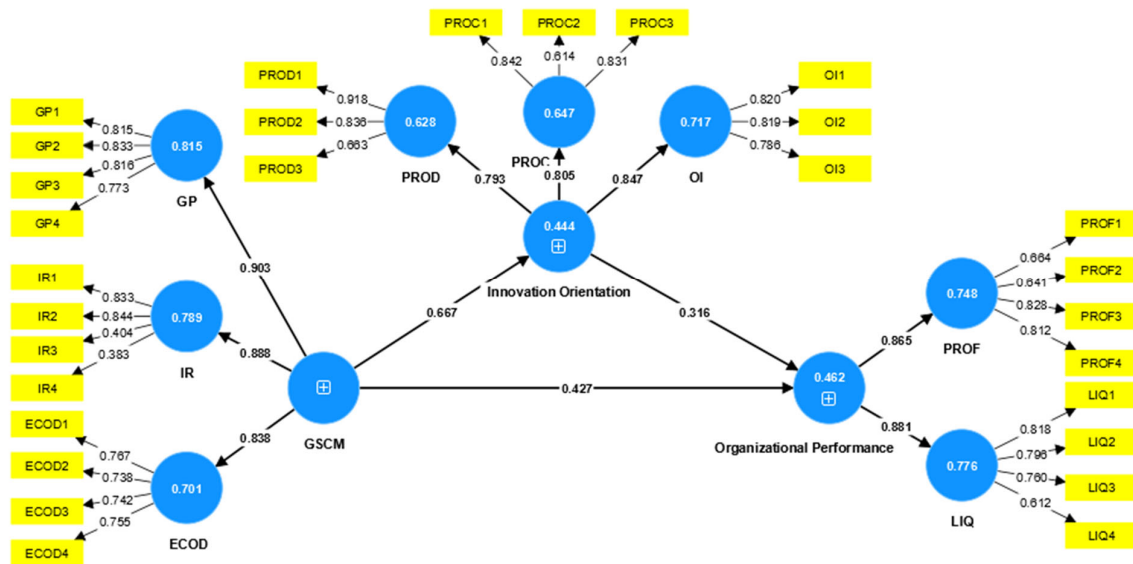 PROC1
PROC2
PROC3
0.842
0.614
0.831
PROD1
PROD2
PROD3
0.918
0.836
0.663
0.628
PROD
0.647
PROC
0.717
OI
OI1
OI2
OI3
0.820
0.819
0.786
GP1
GP2
GP3
GP4
0.815
0.833
0.816
0.773
0.815
GP
0.793
0.805
0.847
0.444
Innovation Orientation
0.903
IR1
IR2
IR3
IR4
0.833
0.844
0.404
0.383
0.789
IR
0.667
0.316
0.888
GSCM
0.427
0.838
ECOD1
ECOD2
ECOD3
ECOD4
0.767
0.738
0.742
0.755
0.701
ECOD
0.462
Organizational Performance
0.865
0.881
0.748
PROF
PROF1
PROF2
PROF3
PROF4
0.664
0.641
0.828
0.812
0.776
LIQ
LIQ1
LIQ2
LIQ3
LIQ4
0.818
0.796
0.760
0.612